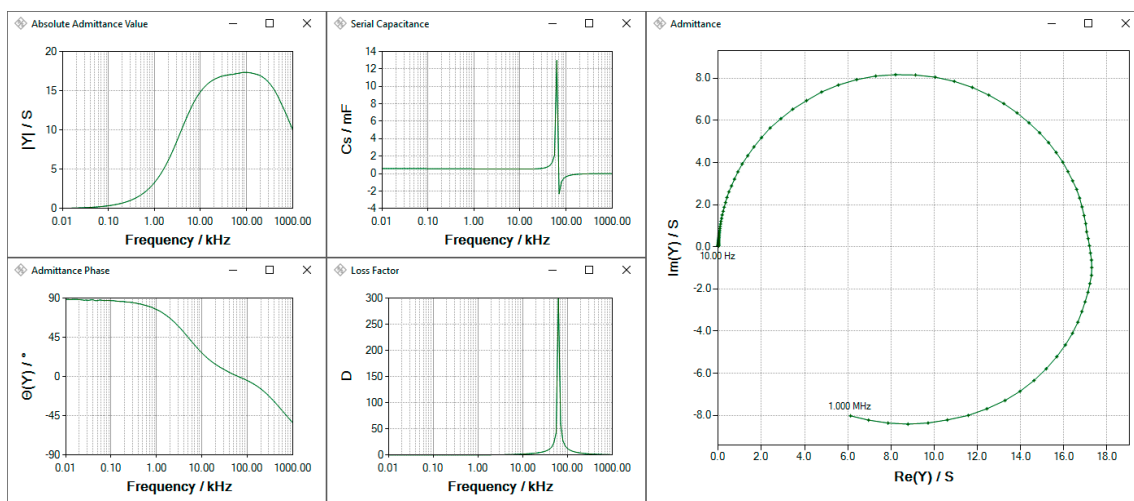 Absolute Admittance Value
20
15
10
5
0
|Y| / S
0.01 0.10 1.00 10.00 100.00 1000.00
Frequency / kHz
Serial Capacitance
14
12
10
8
6
4
2
0
-2
-4
Cs / mF
0.01 0.10 1.00 10.00 100.00 1000.00
Frequency / kHz
Admittance Phase
90
45
0
-45
-90
Θ(Y) / °
0.01 0.10 1.00 10.00 100.00 1000.00
Frequency / kHz
Loss Factor
300
250
200
150
100
50
0
D
0.01 0.10 1.00 10.00 100.00 1000.00
Frequency / kHz
Admittance
8.0
6.0
4.0
2.0
0.0
-2.0
-4.0
-6.0
-8.0
Im(Y) / S
10.00 Hz
1.000 MHz
0.0 2.0 4.0 6.0 8.0 10.0 12.0 14.0 16.0 18.0
Re(Y) / S